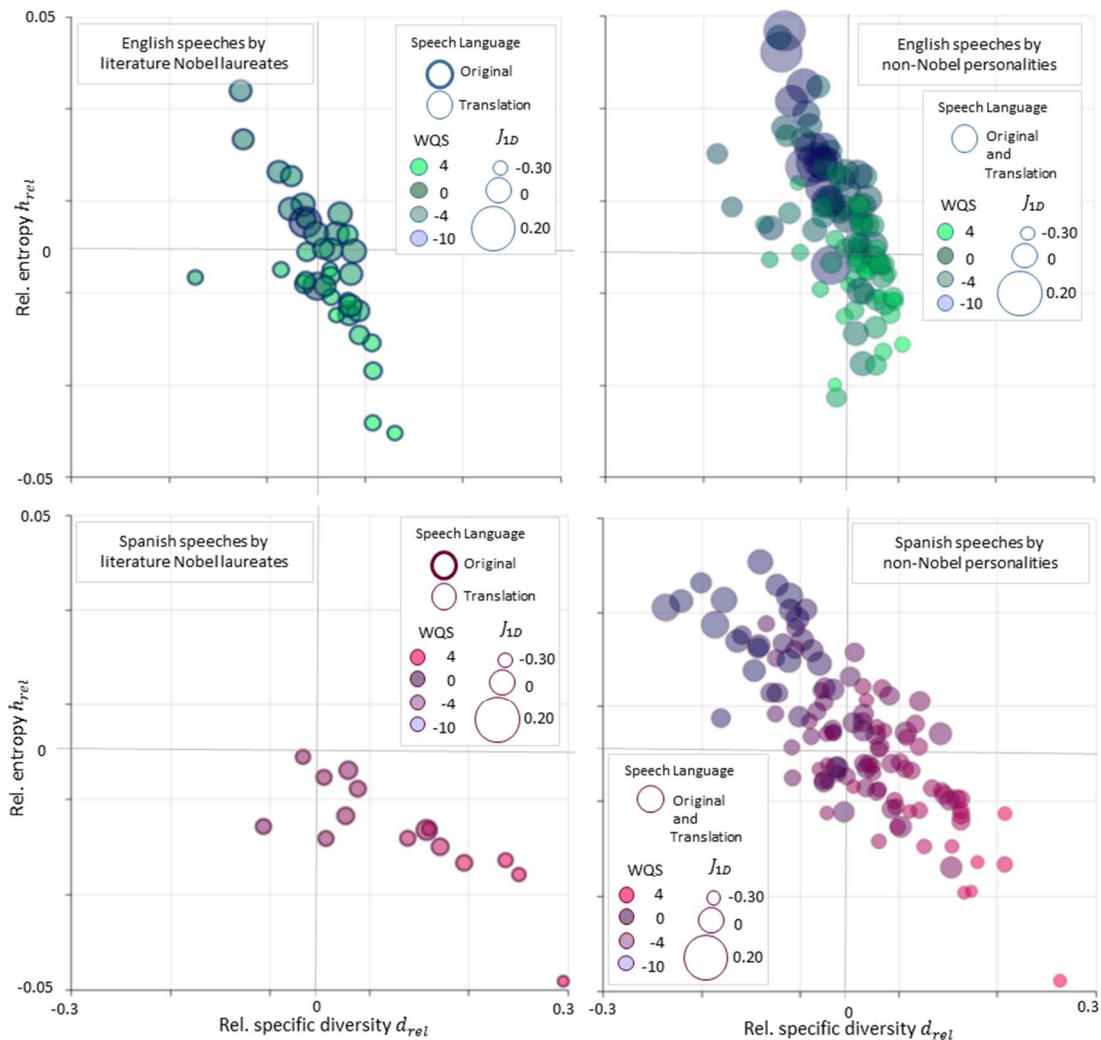 0.05
English speeches by
literature Nobel laureates
Speech Language
Original
Translation
WQS
J1D
4
0
-4
-10
-0.30
0
0.20
Rel. entropy hrel
0
-0.05
English speeches by
non-Nobel personalities
Speech Language
Original
and
Translation
WQS
J1D
4
0
-4
-10
-0.30
0
0.20
0.05
Spanish speeches by
literature Nobel laureates
Speech Language
Original
Translation
WQS
J1D
4
0
-4
-10
-0.30
0
0.20
Rel. entropy hrel
0
-0.05
-0.3
0
0.3
Rel. specific diversity drel
Spanish speeches by
non-Nobel personalities
Speech Language
Original
and
Translation
WQS
J1D
4
0
-4
-10
-0.30
0
0.20
-0.3
0
0.3
Rel. specific diversity drel